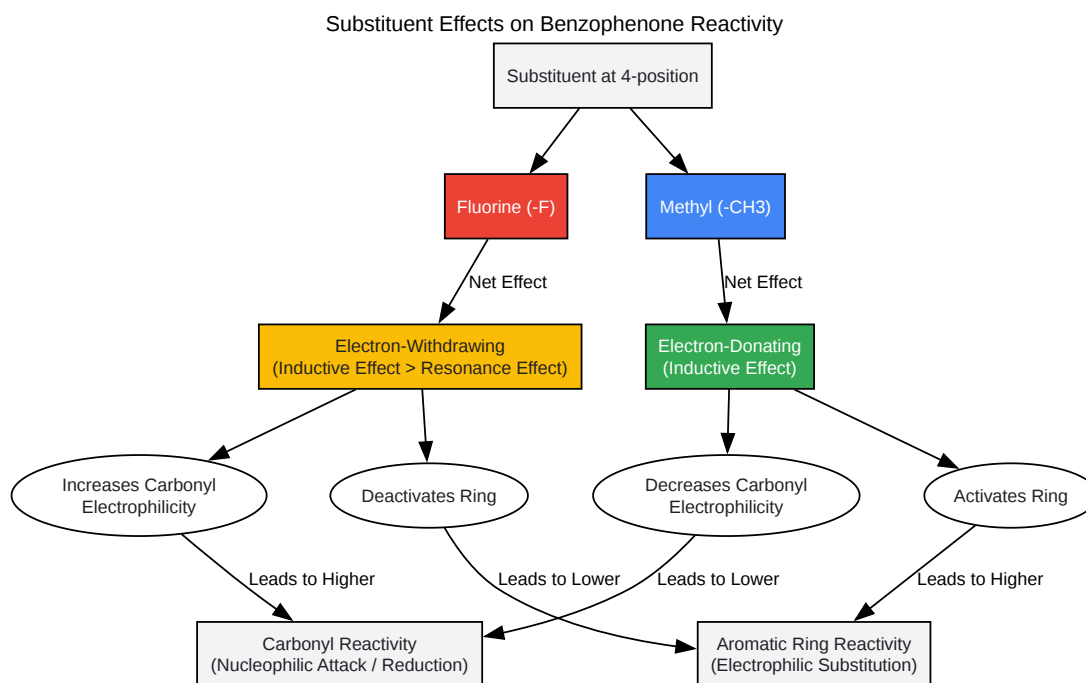 Substituent Effects on Benzophenone Reactivity
Substituent at 4-position
Fluorine (-F)
Methyl (-CH3)
Net Effect
Net Effect
Electron-Withdrawing
(Inductive Effect > Resonance Effect)
Electron-Donating
(Inductive Effect)
Increases Carbonyl
Electrophilicity
Deactivates Ring
Decreases Carbonyl
Electrophilicity
Activates Ring
Leads to Higher
Leads to Lower
Leads to Lower
Leads to Higher
Carbonyl Reactivity
(Nucleophilic Attack / Reduction)
Aromatic Ring Reactivity
(Electrophilic Substitution)